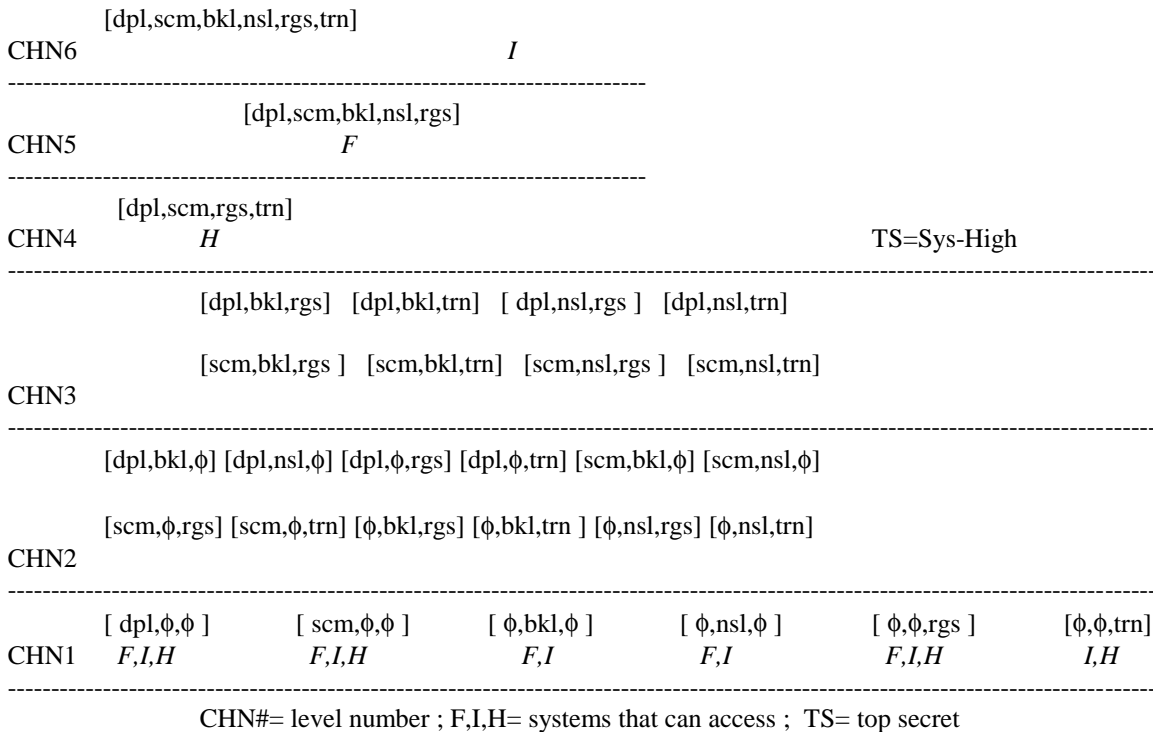 [dpl,scm,bkl,nsl,rgs,trn]
CHN6 I
--------------------------------------------------------------------------
[dpl,scm,bkl,nsl,rgs]
CHN5 F
--------------------------------------------------------------------------
[dpl,scm,rgs,trn]
CHN4 H TS=Sys-High
------------------------------------------------------------------------------------------------------------------------------------
[dpl,bkl,rgs] [dpl,bkl,trn] [ dpl,nsl,rgs ] [dpl,nsl,trn]
[scm,bkl,rgs ] [scm,bkl,trn] [scm,nsl,rgs ] [scm,nsl,trn]
CHN3
------------------------------------------------------------------------------------------------------------------------------------
[dpl,bkl,ϕ] [dpl,nsl,ϕ] [dpl,ϕ,rgs] [dpl,ϕ,trn] [scm,bkl,ϕ] [scm,nsl,ϕ]
[scm,ϕ,rgs] [scm,ϕ,trn] [ϕ,bkl,rgs] [ϕ,bkl,trn ] [ϕ,nsl,rgs] [ϕ,nsl,trn]
CHN2
------------------------------------------------------------------------------------------------------------------------------------
[ dpl,ϕ,ϕ ] [ scm,ϕ,ϕ ] [ ϕ,bkl,ϕ ] [ ϕ,nsl,ϕ ] [ ϕ,ϕ,rgs ] [ϕ,ϕ,trn]
CHN1 F,I,H F,I,H F,I F,I F,I,H I,H
------------------------------------------------------------------------------------------------------------------------------------
CHN#= level number ; F,I,H= systems that can access ; TS= top secret